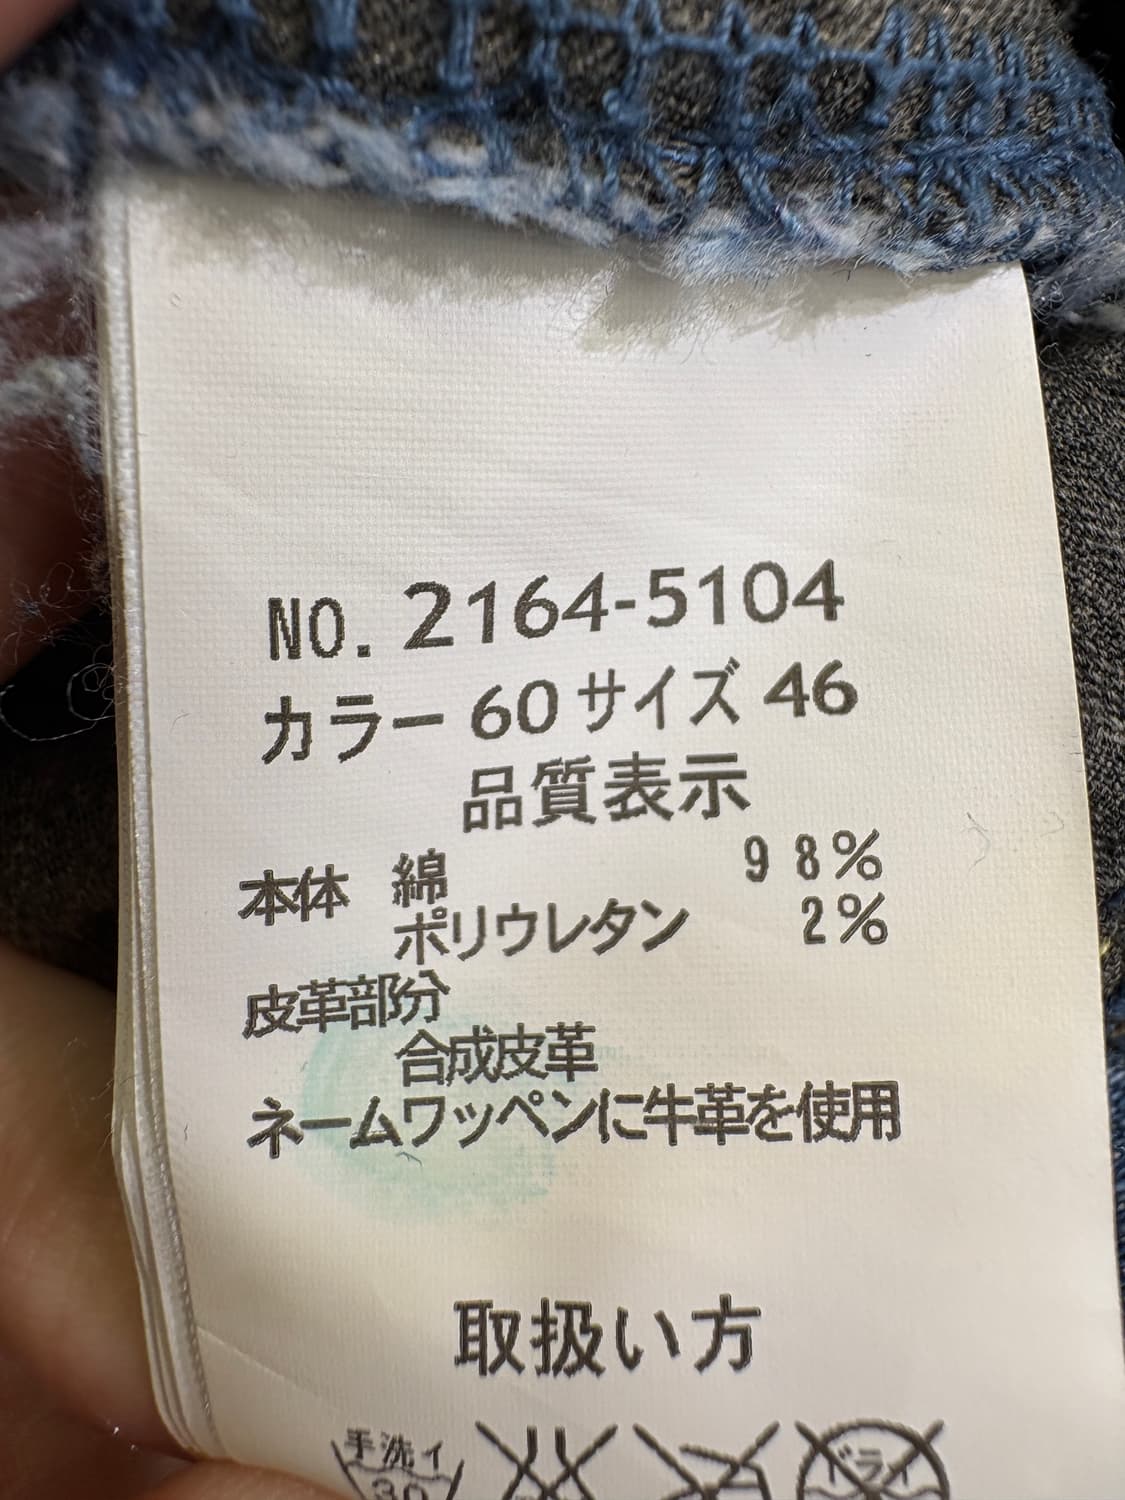 NO. 2164-5104
カラー 60 サイズ 46
品質表示
本体 綿 98%
ポリウレタン 2%
皮革部分
合成皮革
ネームワッペンに牛革を使用
取扱い方
手洗イ ドライ
30